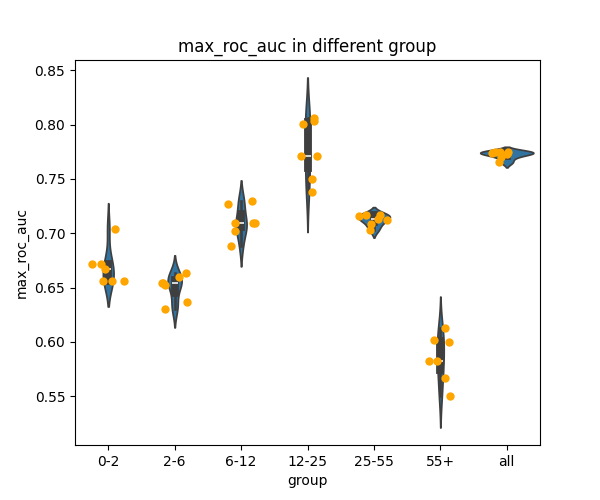 max_roc_auc in different group
max_roc_auc
0.85
0.80
0.75
0.70
0.65
0.60
0.55
0-2 2-6 6-12 12-25 25-55 55+ all
group